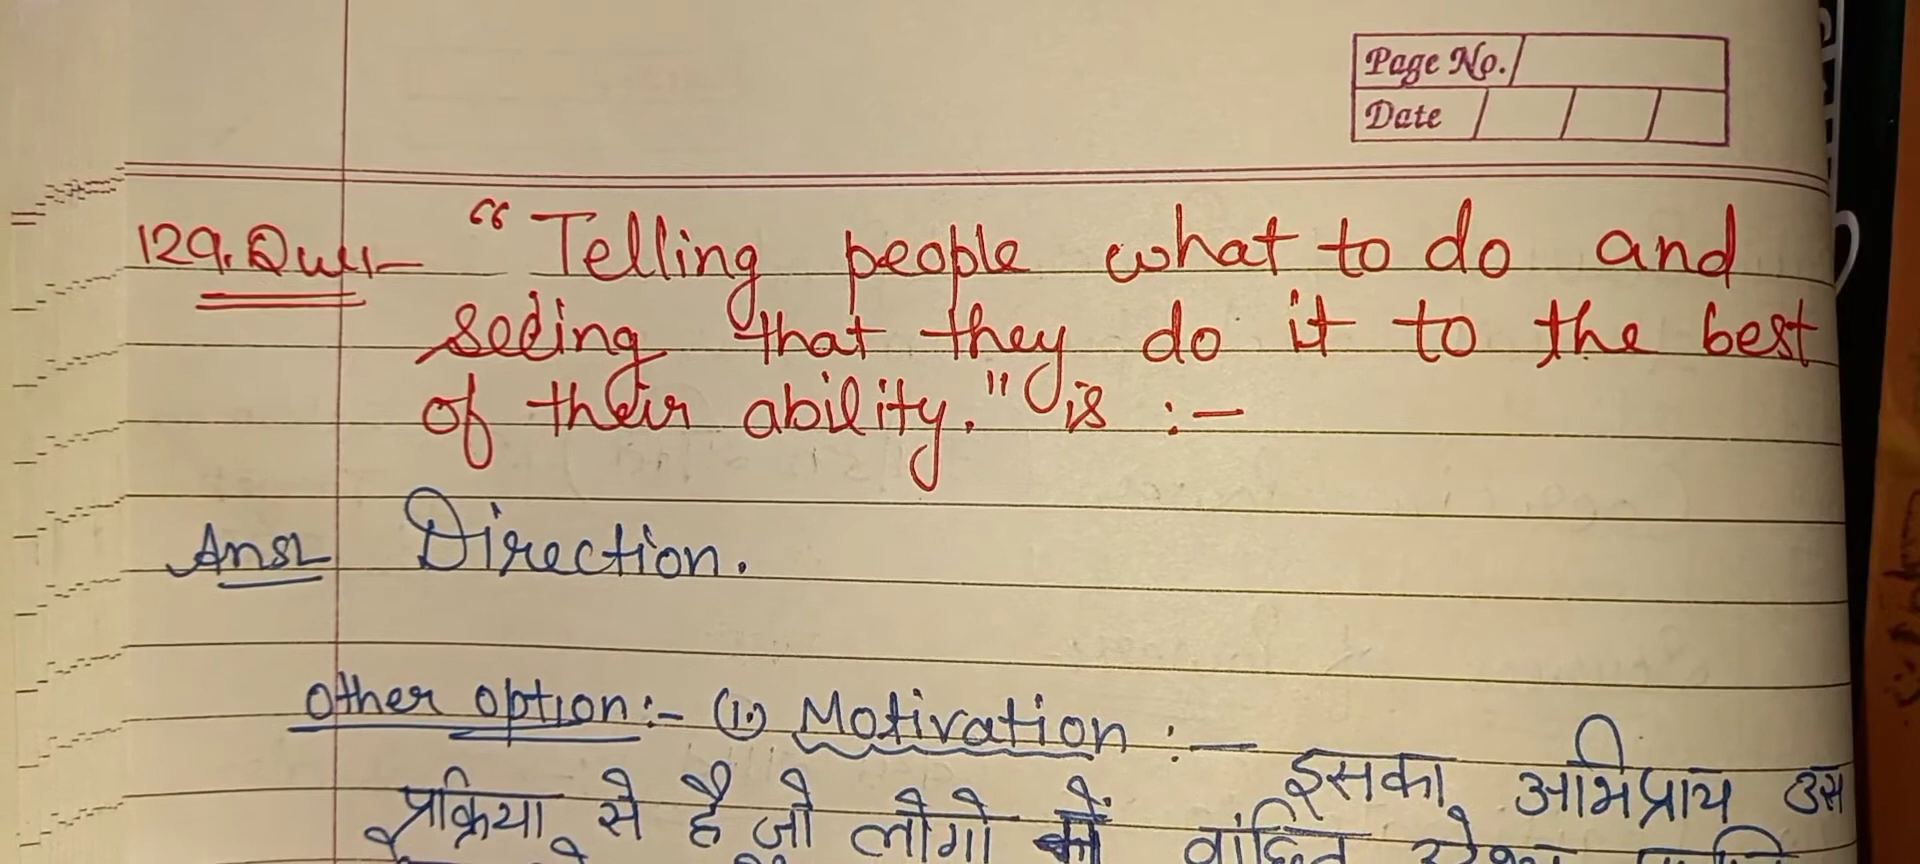 Page No.
Date
129. Ques- "Telling people what to do and
seeing that they do it to the best
of their ability." is :-
Ans Direction.
Other option:- (1.) Motivation :- इसका अभिप्राय उस
प्रक्रिया से है जो लोगो को वांछित